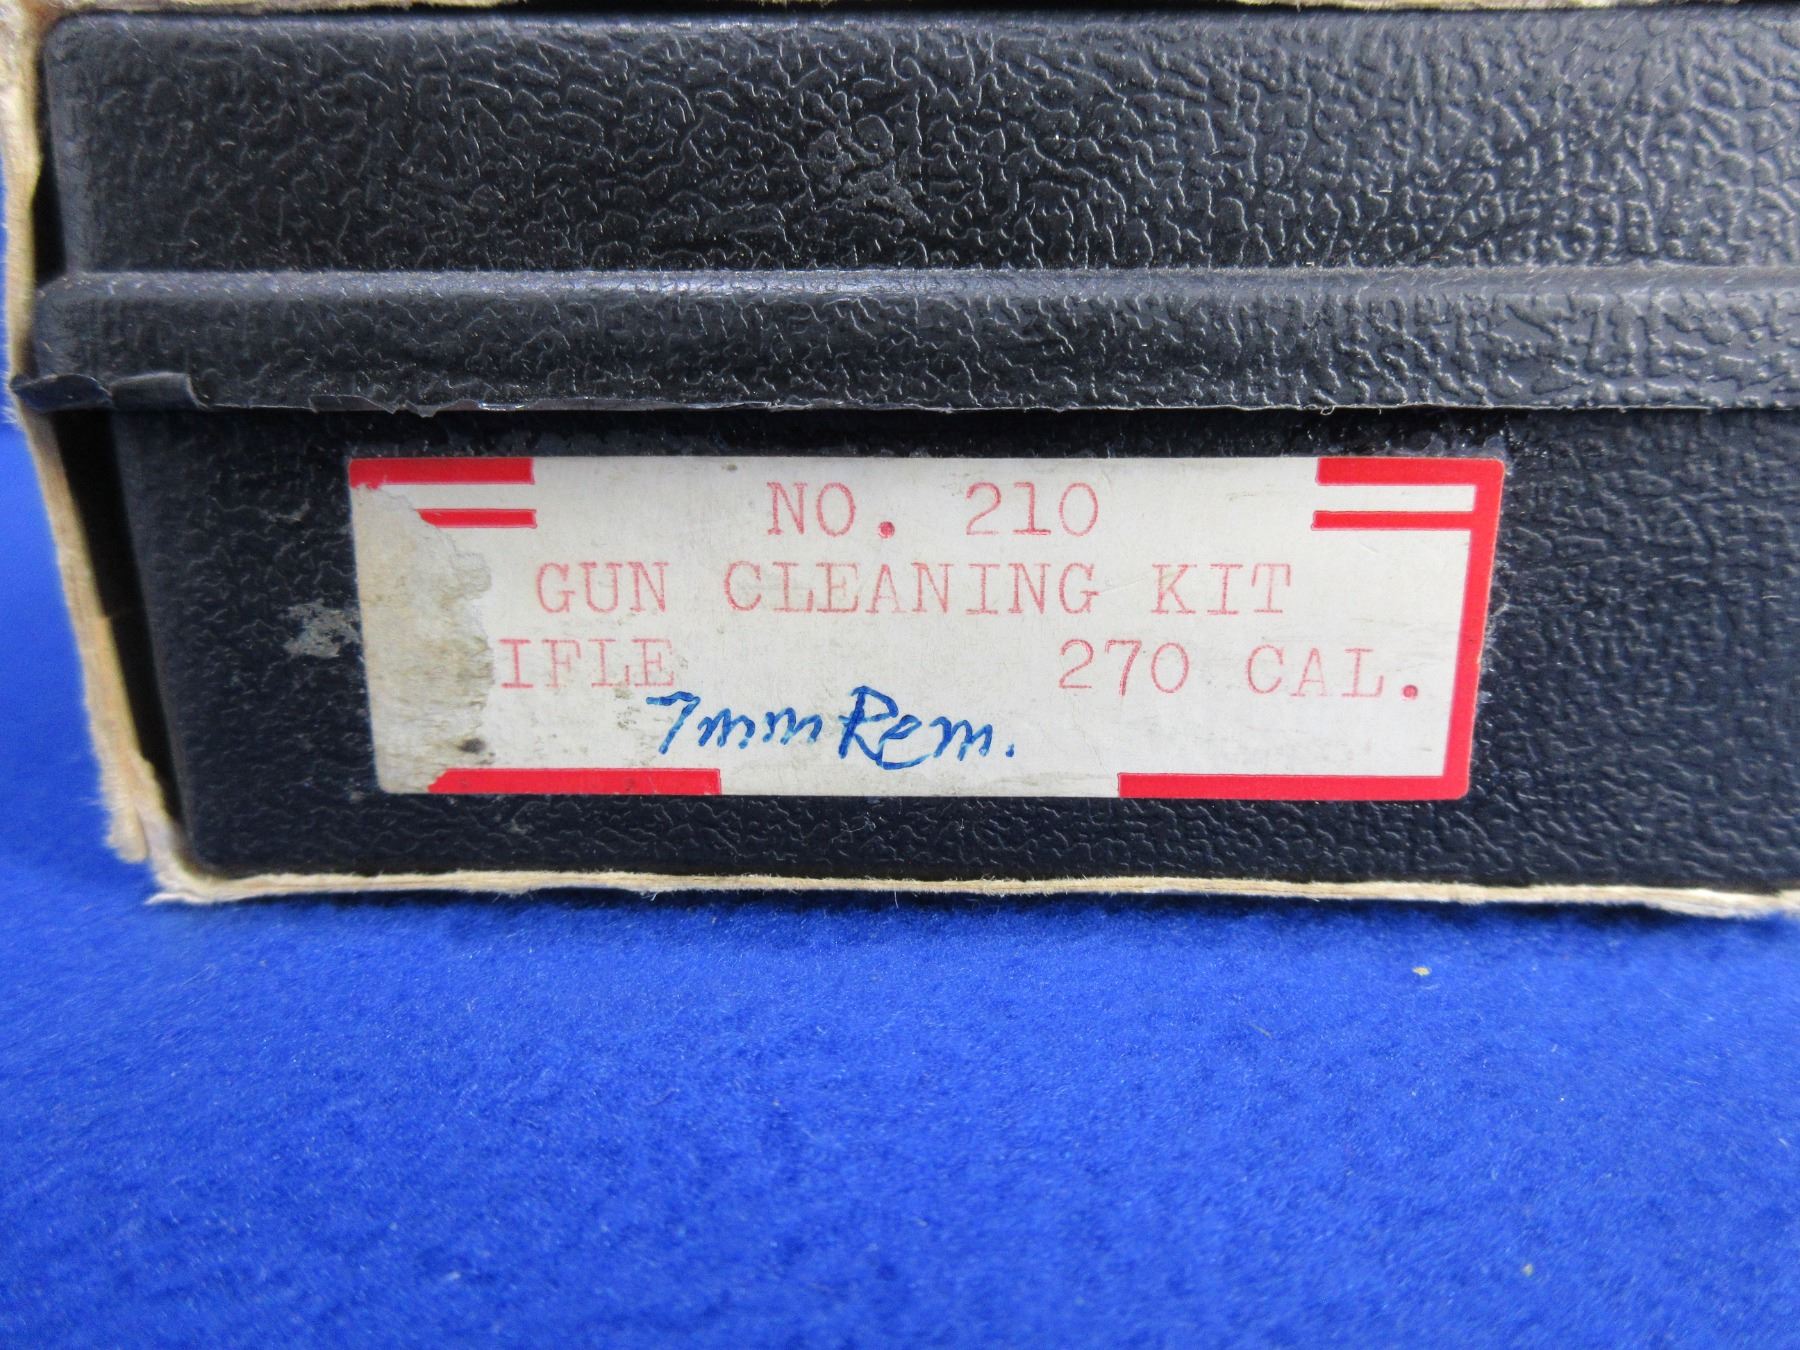 NO. 210
GUN CLEANING KIT
IFLE 270 CAL.
7mm Rem.